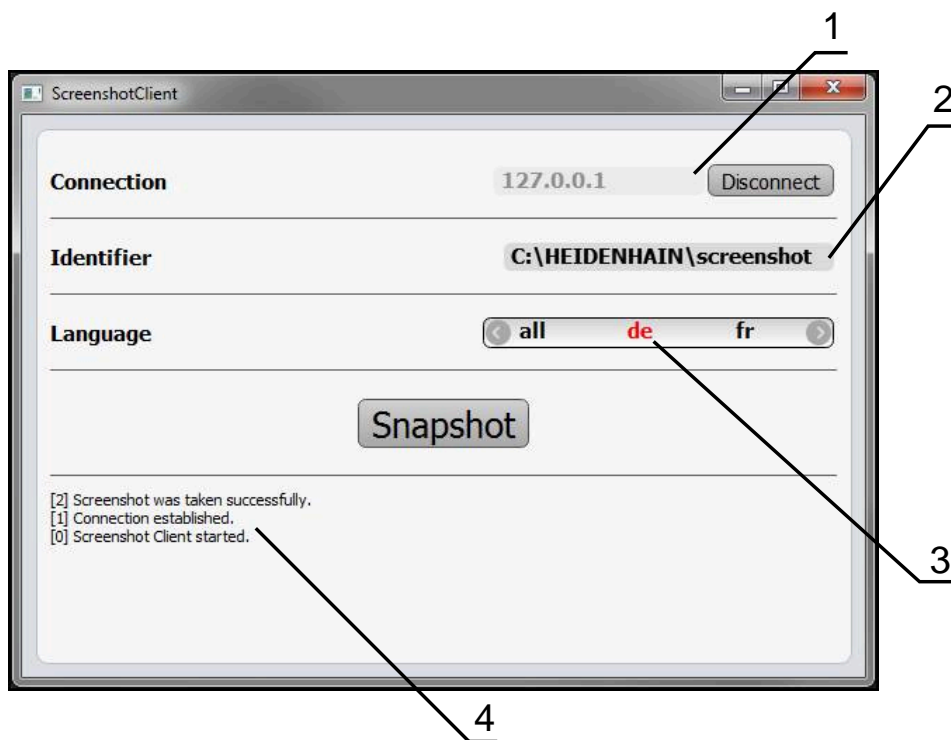 1
ScreenshotClient
2
Connection 127.0.0.1 Disconnect
Identifier C:\HEIDENHAIN\screenshot
Language all de fr
Snapshot
[2] Screenshot was taken successfully.
[1] Connection established.
[0] Screenshot Client started.
3
4